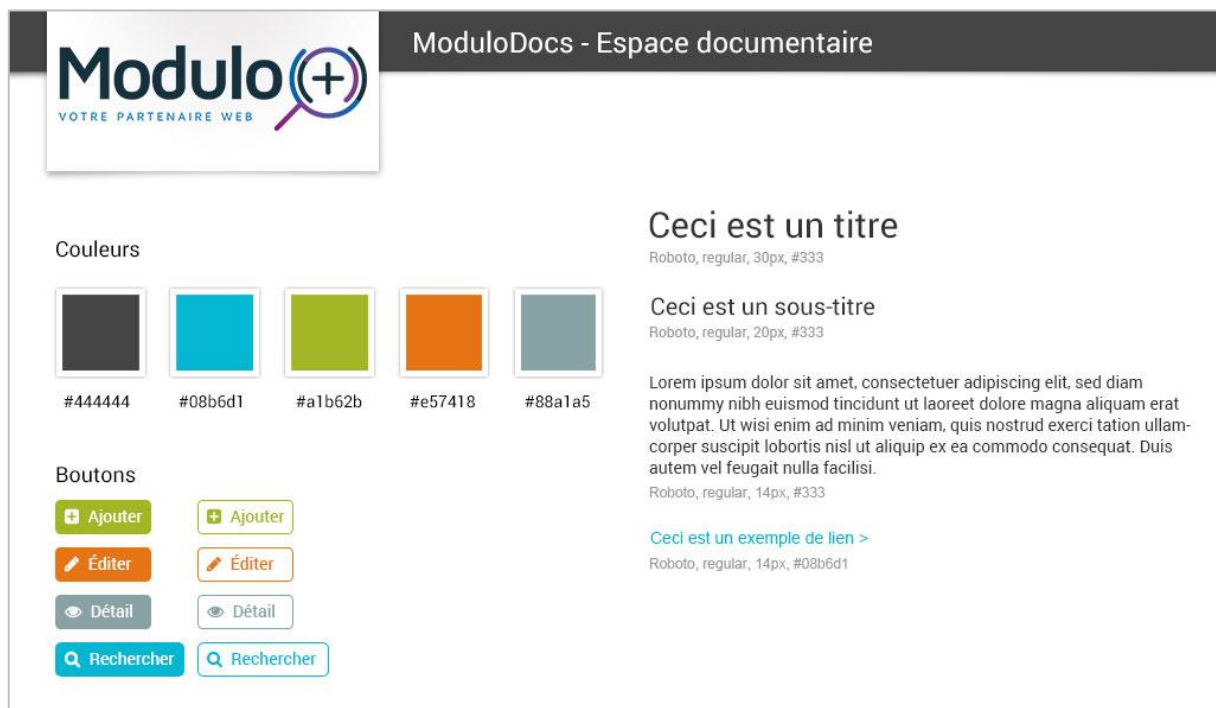 ModuloDocs - Espace documentaire
Modulo(+)
VOTRE PARTENAIRE WEB
Couleurs
#444444 #08b6d1 #a1b62b #e57418 #88a1a5
Boutons
Ajouter Ajouter
Éditer Éditer
Détail Détail
Rechercher Rechercher
Ceci est un titre
Roboto, regular, 30px, #333
Ceci est un sous-titre
Roboto, regular, 20px, #333
Lorem ipsum dolor sit amet, consectetuer adipiscing elit, sed diam
nonummy nibh euismod tincidunt ut laoreet dolore magna aliquam erat
volutpat. Ut wisi enim ad minim veniam, quis nostrud exerci tation ullam-
corper suscipit lobortis nisl ut aliquip ex ea commodo consequat. Duis
autem vel feugait nulla facilisi.
Roboto, regular, 14px, #333
Ceci est un exemple de lien >
Roboto, regular, 14px, #08b6d1